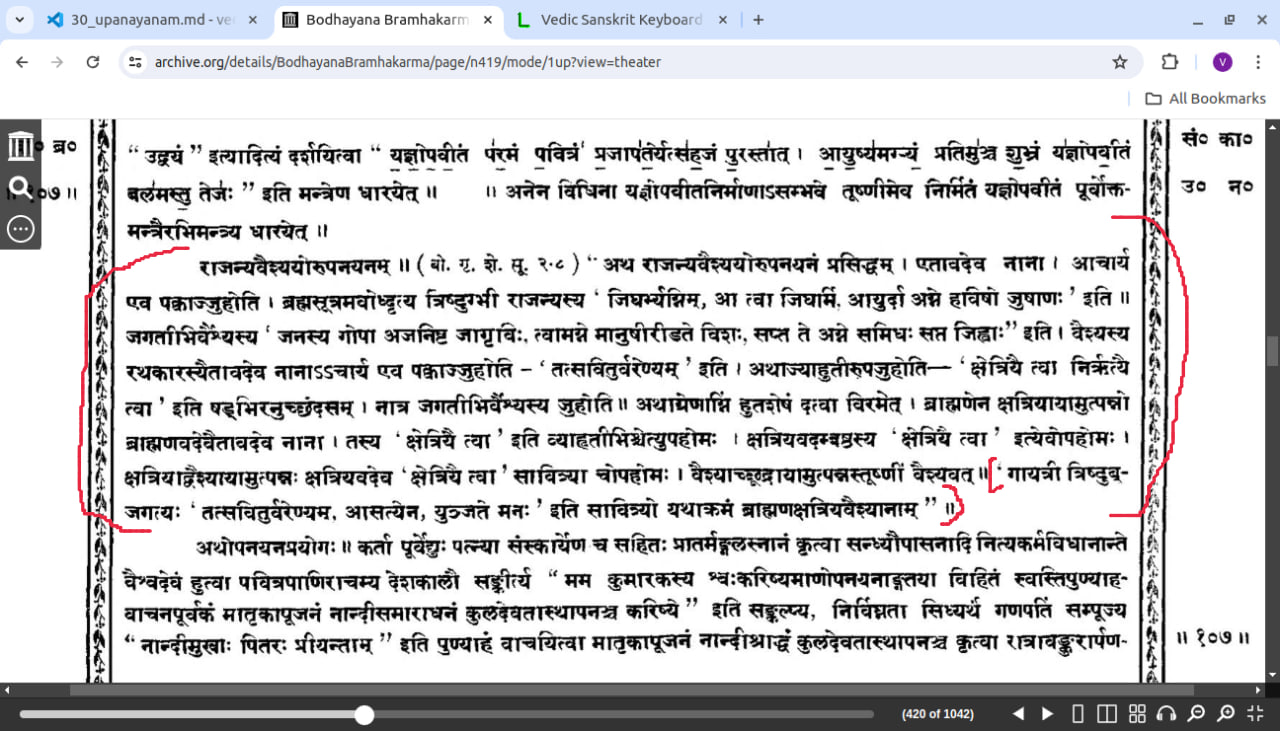 30_upanayanam.md - ve
Bodhayana Bramhakarm
Vedic Sanskrit Keyboard
archive.org/details/BodhayanaBramhakarma/page/n419/mode/1up?view=theater
V
All Bookmarks
ब्र०
सं० का०
“ उद्वयं ” इत्यादित्यं दर्शयित्वा “ यज्ञोपवीतं परमं पवित्रं प्रजापतेर्यत्सहजं पुरस्तात् । आयुष्यमग्र्यं प्रतिमुञ्च शुभ्रं यज्ञोपवीतं
१०७॥
उ० न०
बलमस्तु तेजः ” इति मन्त्रेण धारयेत् ॥ ॥ अनेन विधिना यज्ञोपवीतनिर्माणाऽसम्भवे तूष्णीमेव निर्मितं यज्ञोपवीतं पूर्वोक्त-
मन्त्रैरभिमन्त्र्य धारयेत् ॥
राजन्यवैश्ययोरुपनयनम् ॥ ( बो. गृ. शे. सू. २-८ ) “ अथ राजन्यवैश्ययोरुपनयनं प्रसिद्धम् । एतावदेव नाना । आचार्य
एव पक्काज्जुहोति । ब्रह्मसूत्रमवोध्दृत्य त्रिष्टुग्भी राजन्यस्य ‘ जिघर्म्यग्निम्, आ त्वा जिघर्मि, आयुर्दा अग्ने हविषो जुषाणः ’ इति ॥
जगतीभिर्वैश्यस्य ‘ जनस्य गोपा अजनिष्ट जागृविः, त्वामग्ने मानुषीरीडते विशः, सप्त ते अग्ने समिधः सप्त जिह्वाः” इति । वैश्यस्य
रथकारस्यैतावदेव नानाऽऽचार्य एव पक्काज्जुहोति – ‘ तत्सवितुर्वरेण्यम् ’ इति । अथाज्याहुतीरुपजुहोति— ‘ क्षेत्रियै त्वा निर्ऋत्यै
त्वा ’ इति षड्भिरनुच्छंदसम् । नात्र जगतीभिर्वैश्यस्य जुहोति ॥ अथाग्रेणाग्निं हुतशेषं दत्वा विरमेत् । ब्राह्मणेन क्षत्रियायामुत्पन्नो
ब्राह्मणवदेवैतावदेव नाना । तस्य ‘ क्षेत्रियै त्वा ’ इति व्याहृतीभिश्चेत्युपहोमः । क्षत्रियवदम्बष्ठस्य ‘ क्षेत्रियै त्वा ’ इत्येवोपहोमः ।
क्षत्रियाद्वैश्यायामुत्पन्नः क्षत्रियवदेव ‘ क्षेत्रियै त्वा ’ सावित्र्या चोपहोमः । वैश्याच्छूद्रायामुत्पन्नस्तूष्णीं वैश्यवत् ॥ ‘ गायत्री त्रिष्टुब्-
जगत्यः ‘ तत्सवितुर्वरेण्यम, आसत्येन, युञ्जते मनः ’ इति सावित्र्यो यथाक्रमं ब्राह्मणक्षत्रियवैश्यानाम् ” ॥
अथोपनयनप्रयोगः ॥ कर्ता पूर्वेद्युः पत्न्या संस्कार्येण च सहितः प्रातर्मङ्गलस्नानं कृत्वा सन्ध्यौपासनादि नित्यकर्मविधानान्ते
वैश्वदेवं हुत्वा पवित्रपाणिराचम्य देशकालौ सङ्कीर्त्य “ मम कुमारकस्य श्वःकरिष्यमाणोपनयनाङ्गतया विहितं स्वस्तिपुण्याह-
वाचनपूर्वकं मातृकापूजनं नान्दीसमाराधनं कुलदेवतास्थापनञ्च करिष्ये ” इति सङ्कल्प्य, निर्विघ्नता सिध्यर्थं गणपतिं सम्पूज्य
“ नान्दीमुखाः पितरः प्रीयन्ताम् ” इति पुण्याहं वाचयित्वा मातृकापूजनं नान्दीश्राद्धं कुलदेवतास्थापनञ्च कृत्वा रात्रावङ्कुरार्पण-
॥ १०७ ॥
(420 of 1042)